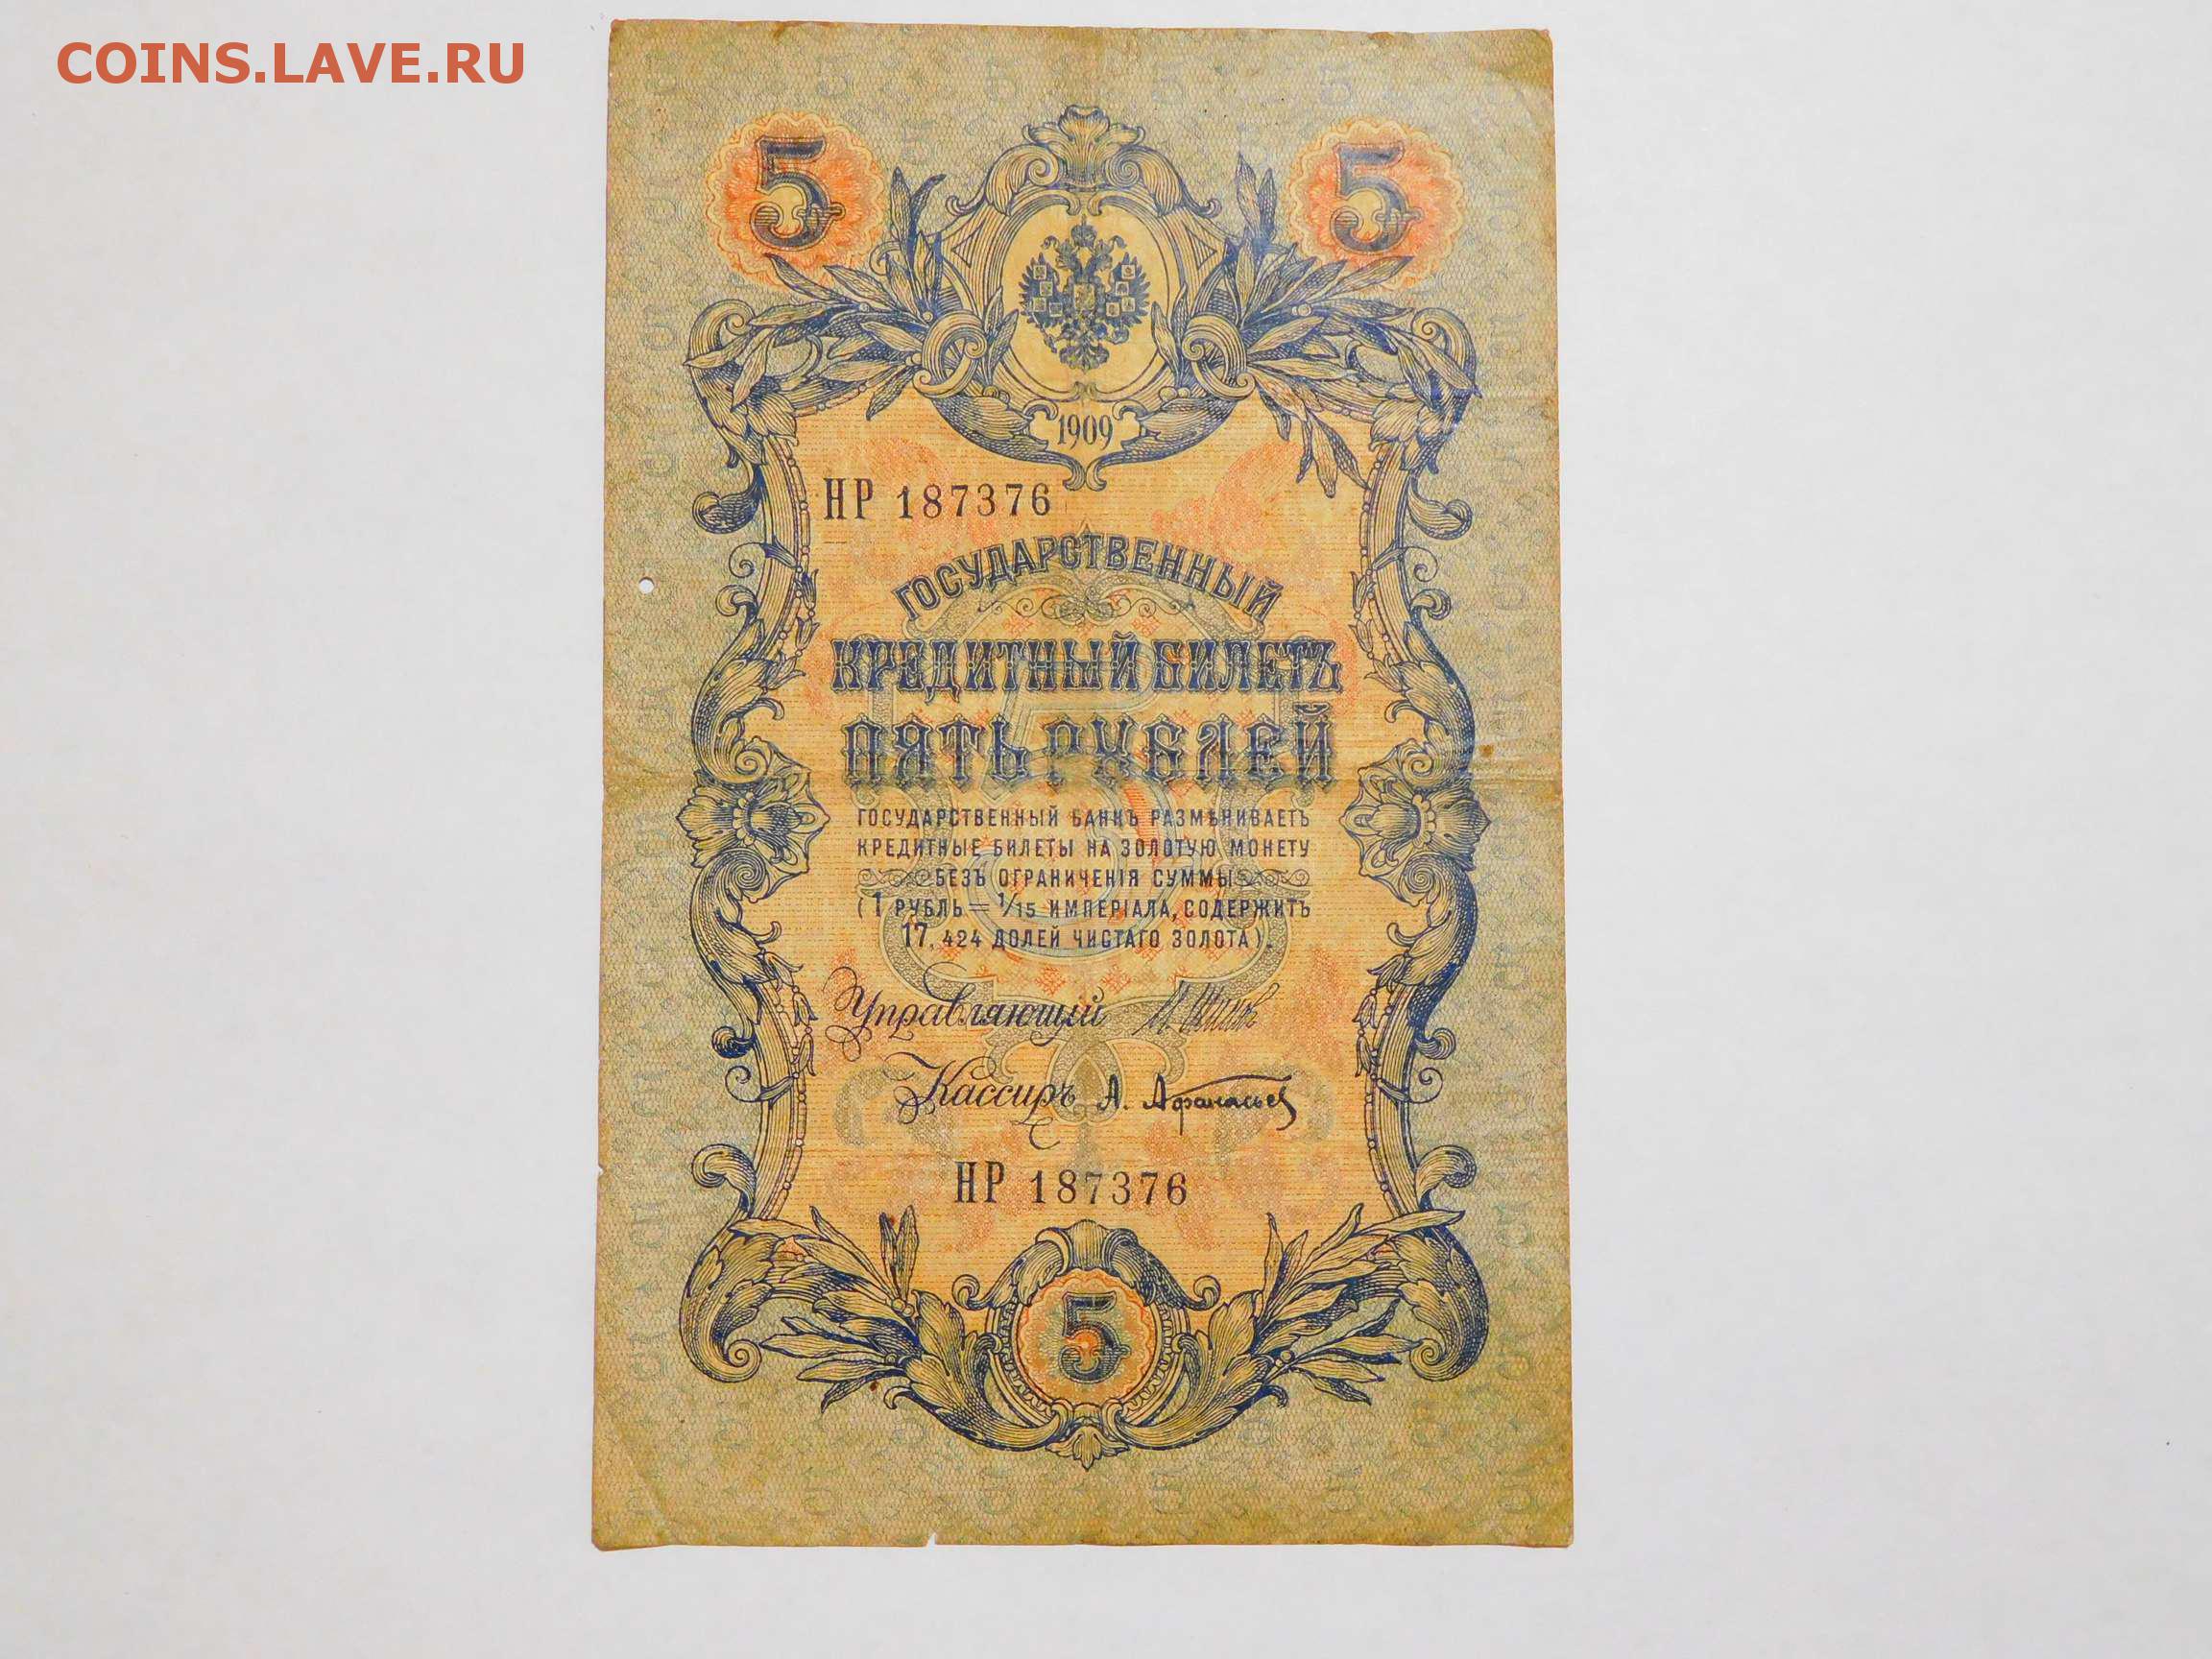 COINS.LAVE.RU
5 5
1909
НР 187376
ГОСУДАРСТВЕННЫЙ
КРЕДИТНЫЙ БИЛЕТЪ
ПЯТЬ РУБЛЕЙ
ГОСУДАРСТВЕННЫЙ БАНКЪ РАЗМѢНИВАЕТЪ
КРЕДИТНЫЕ БИЛЕТЫ НА ЗОЛОТУЮ МОНЕТУ
БЕЗЪ ОГРАНИЧЕНІЯ СУММЫ
(1 РУБЛЬ = 1/15 ИМПЕРІАЛА, СОДЕРЖИТЪ
17,424 ДОЛЕЙ ЧИСТАГО ЗОЛОТА).
Управляющій И. Шипов
Кассиръ А. Афанасьев
НР 187376
5